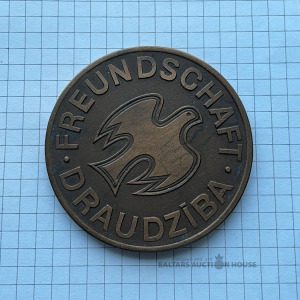 · FREUNDSCHAFT ·
DRAUDZĪBA
BALTARS AUCTION HOUSE